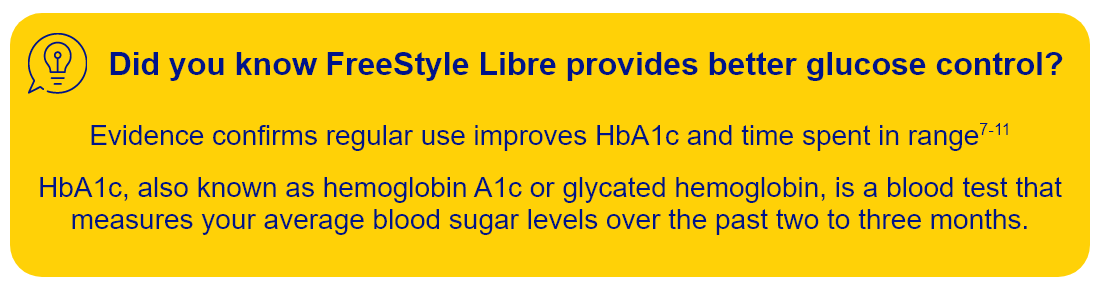 Did you know FreeStyle Libre provides better glucose control?
Evidence confirms regular use improves HbA1c and time spent in range7-11
HbA1c, also known as hemoglobin A1c or glycated hemoglobin, is a blood test that
measures your average blood sugar levels over the past two to three months.